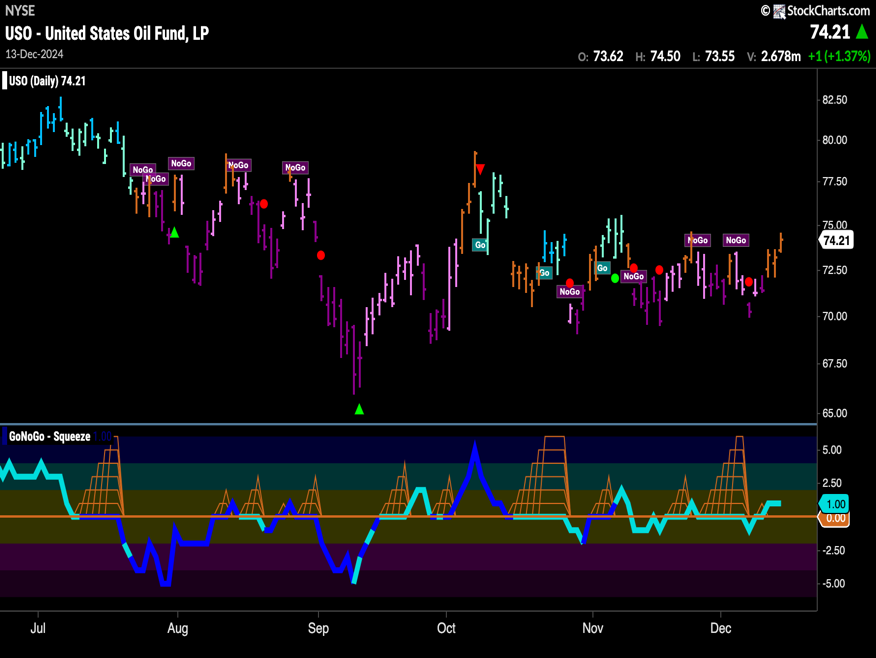 NYSE
© StockCharts.com
USO - United States Oil Fund, LP
74.21
13-Dec-2024
O: 73.62 H: 74.50 L: 73.55 V: 2.678m +1 (+1.37%)
USO (Daily) 74.21
82.50
80.00
77.50
75.00
74.21
72.50
70.00
67.50
65.00
NoGo
NoGo
NoGo
NoGo
NoGo
Go
Go
NoGo
Go
NoGo
NoGo
NoGo
GoNoGo - Squeeze 1.00
5.00
2.50
1.00
0.00
-2.50
-5.00
Jul
Aug
Sep
Oct
Nov
Dec